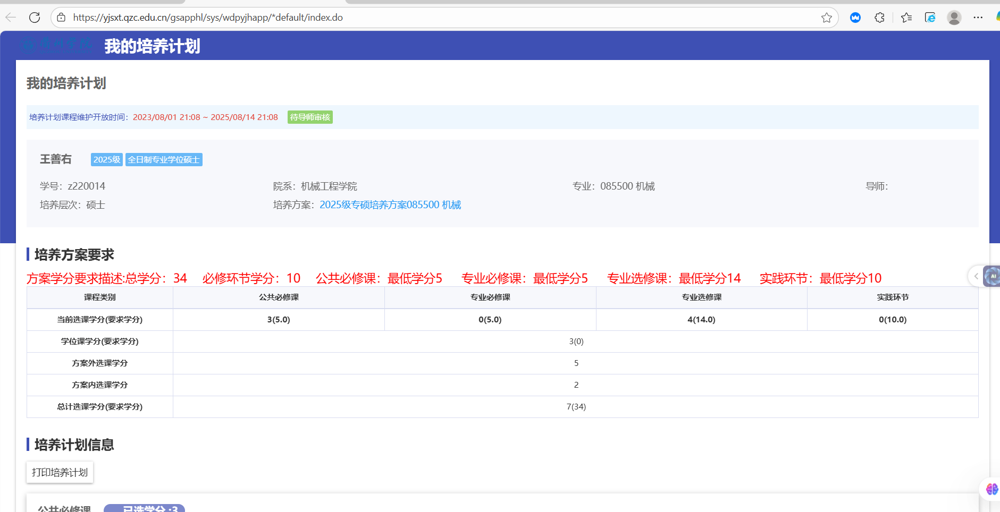 https://yjsxt.qzc.edu.cn/gsapphl/sys/wdpyjhapp/*default/index.do
衢州学院 我的培养计划
我的培养计划
培养计划课程维护开放时间：2023/08/01 21:08 ~ 2025/08/14 21:08 待导师审核
王善右 2025级 全日制专业学位硕士
学号：z220014 院系：机械工程学院 专业：085500 机械 导师：
培养层次：硕士 培养方案：2025级专硕培养方案085500 机械
培养方案要求
方案学分要求描述:总学分：34 必修环节学分：10 公共必修课：最低学分5 专业必修课：最低学分5 专业选修课：最低学分14 实践环节：最低学分10
课程类别 公共必修课 专业必修课 专业选修课 实践环节
当前选课学分(要求学分) 3(5.0) 0(5.0) 4(14.0) 0(10.0)
学位课学分(要求学分) 3(0)
方案外选课学分 5
方案内选课学分 2
总计选课学分(要求学分) 7(34)
培养计划信息
打印培养计划
公共必修课 已选学分:3
AI